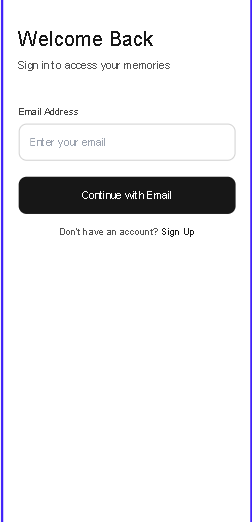 Welcome Back
Sign in to access your memories
Email Address
Enter your email
Continue with Email
Don't have an account? Sign Up